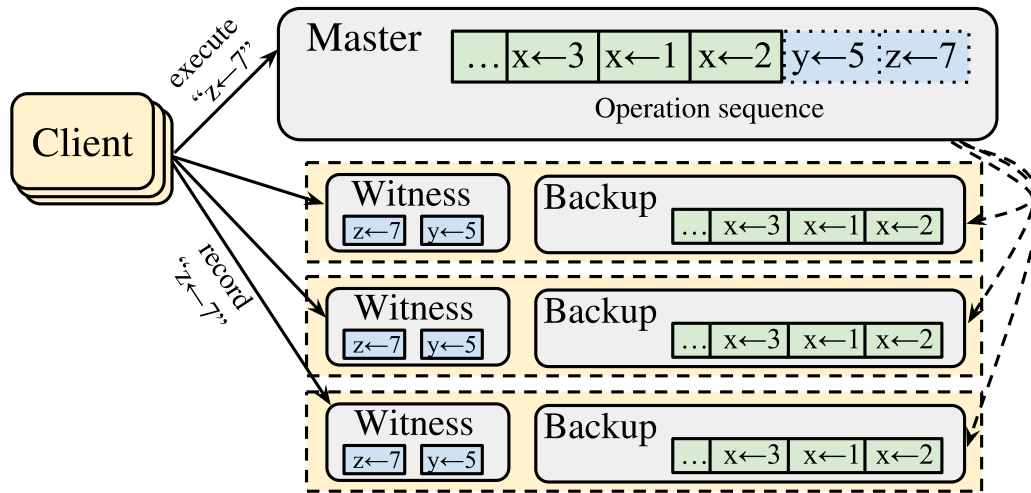 execute
“z←7”
Master
… x←3 x←1 x←2 y←5 z←7
Operation sequence
Client
Witness
z←7 y←5
Backup
… x←3 x←1 x←2
record
“z←7”
Witness
z←7 y←5
Backup
… x←3 x←1 x←2
Witness
z←7 y←5
Backup
… x←3 x←1 x←2